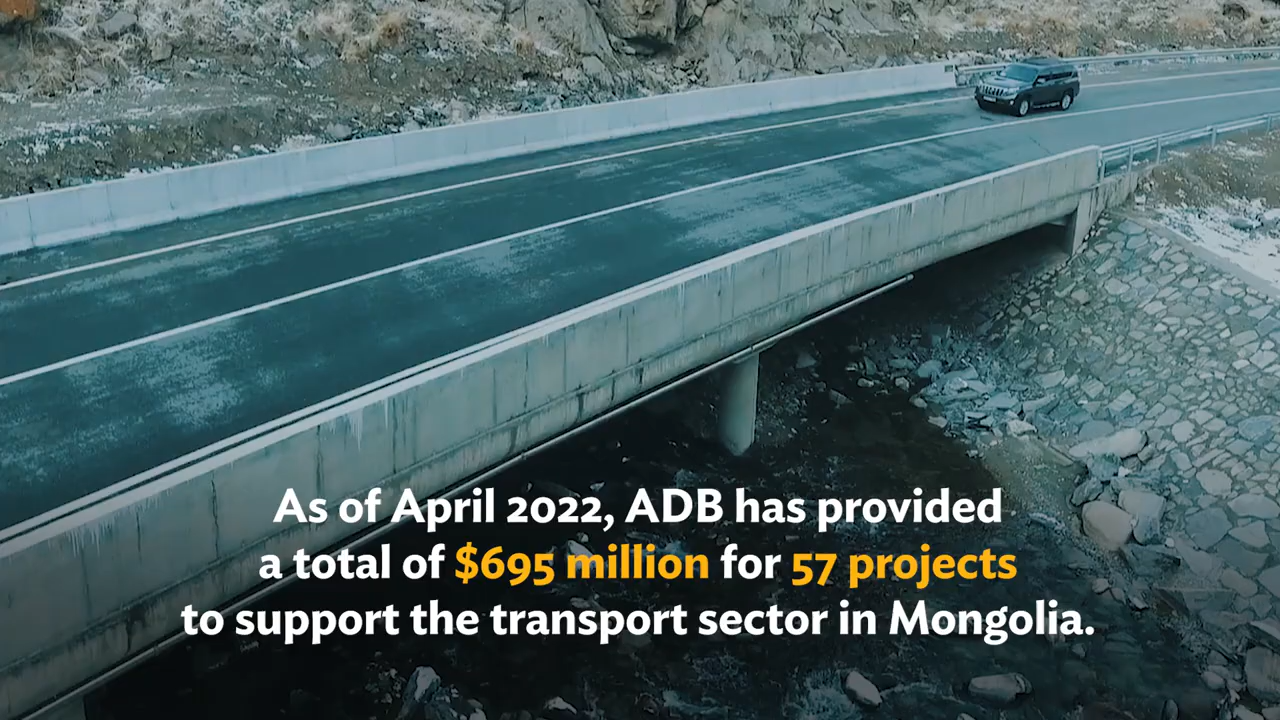 As of April 2022, ADB has provided
a total of $695 million for 57 projects
to support the transport sector in Mongolia.